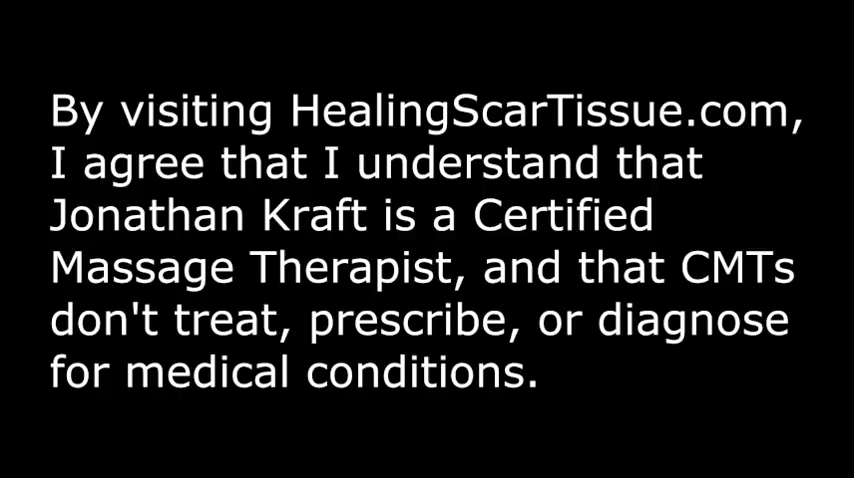 By visiting HealingScarTissue.com,
I agree that I understand that
Jonathan Kraft is a Certified
Massage Therapist, and that CMTs
don't treat, prescribe, or diagnose
for medical conditions.